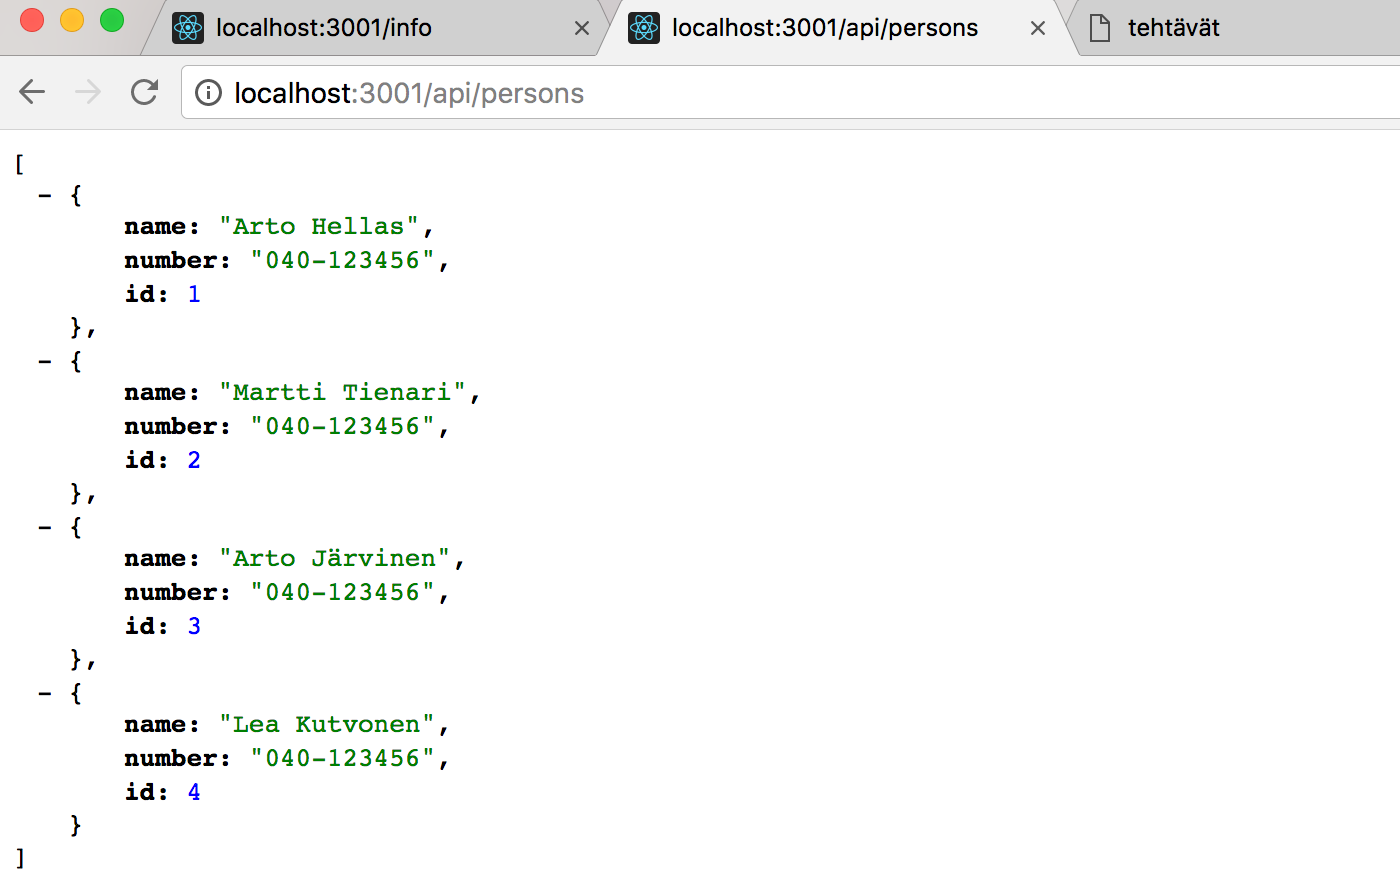 localhost:3001/info
localhost:3001/api/persons
tehtävät
localhost:3001/api/persons
[
- {
name: "Arto Hellas",
number: "040-123456",
id: 1
},
- {
name: "Martti Tienari",
number: "040-123456",
id: 2
},
- {
name: "Arto Järvinen",
number: "040-123456",
id: 3
},
- {
name: "Lea Kutvonen",
number: "040-123456",
id: 4
}
]